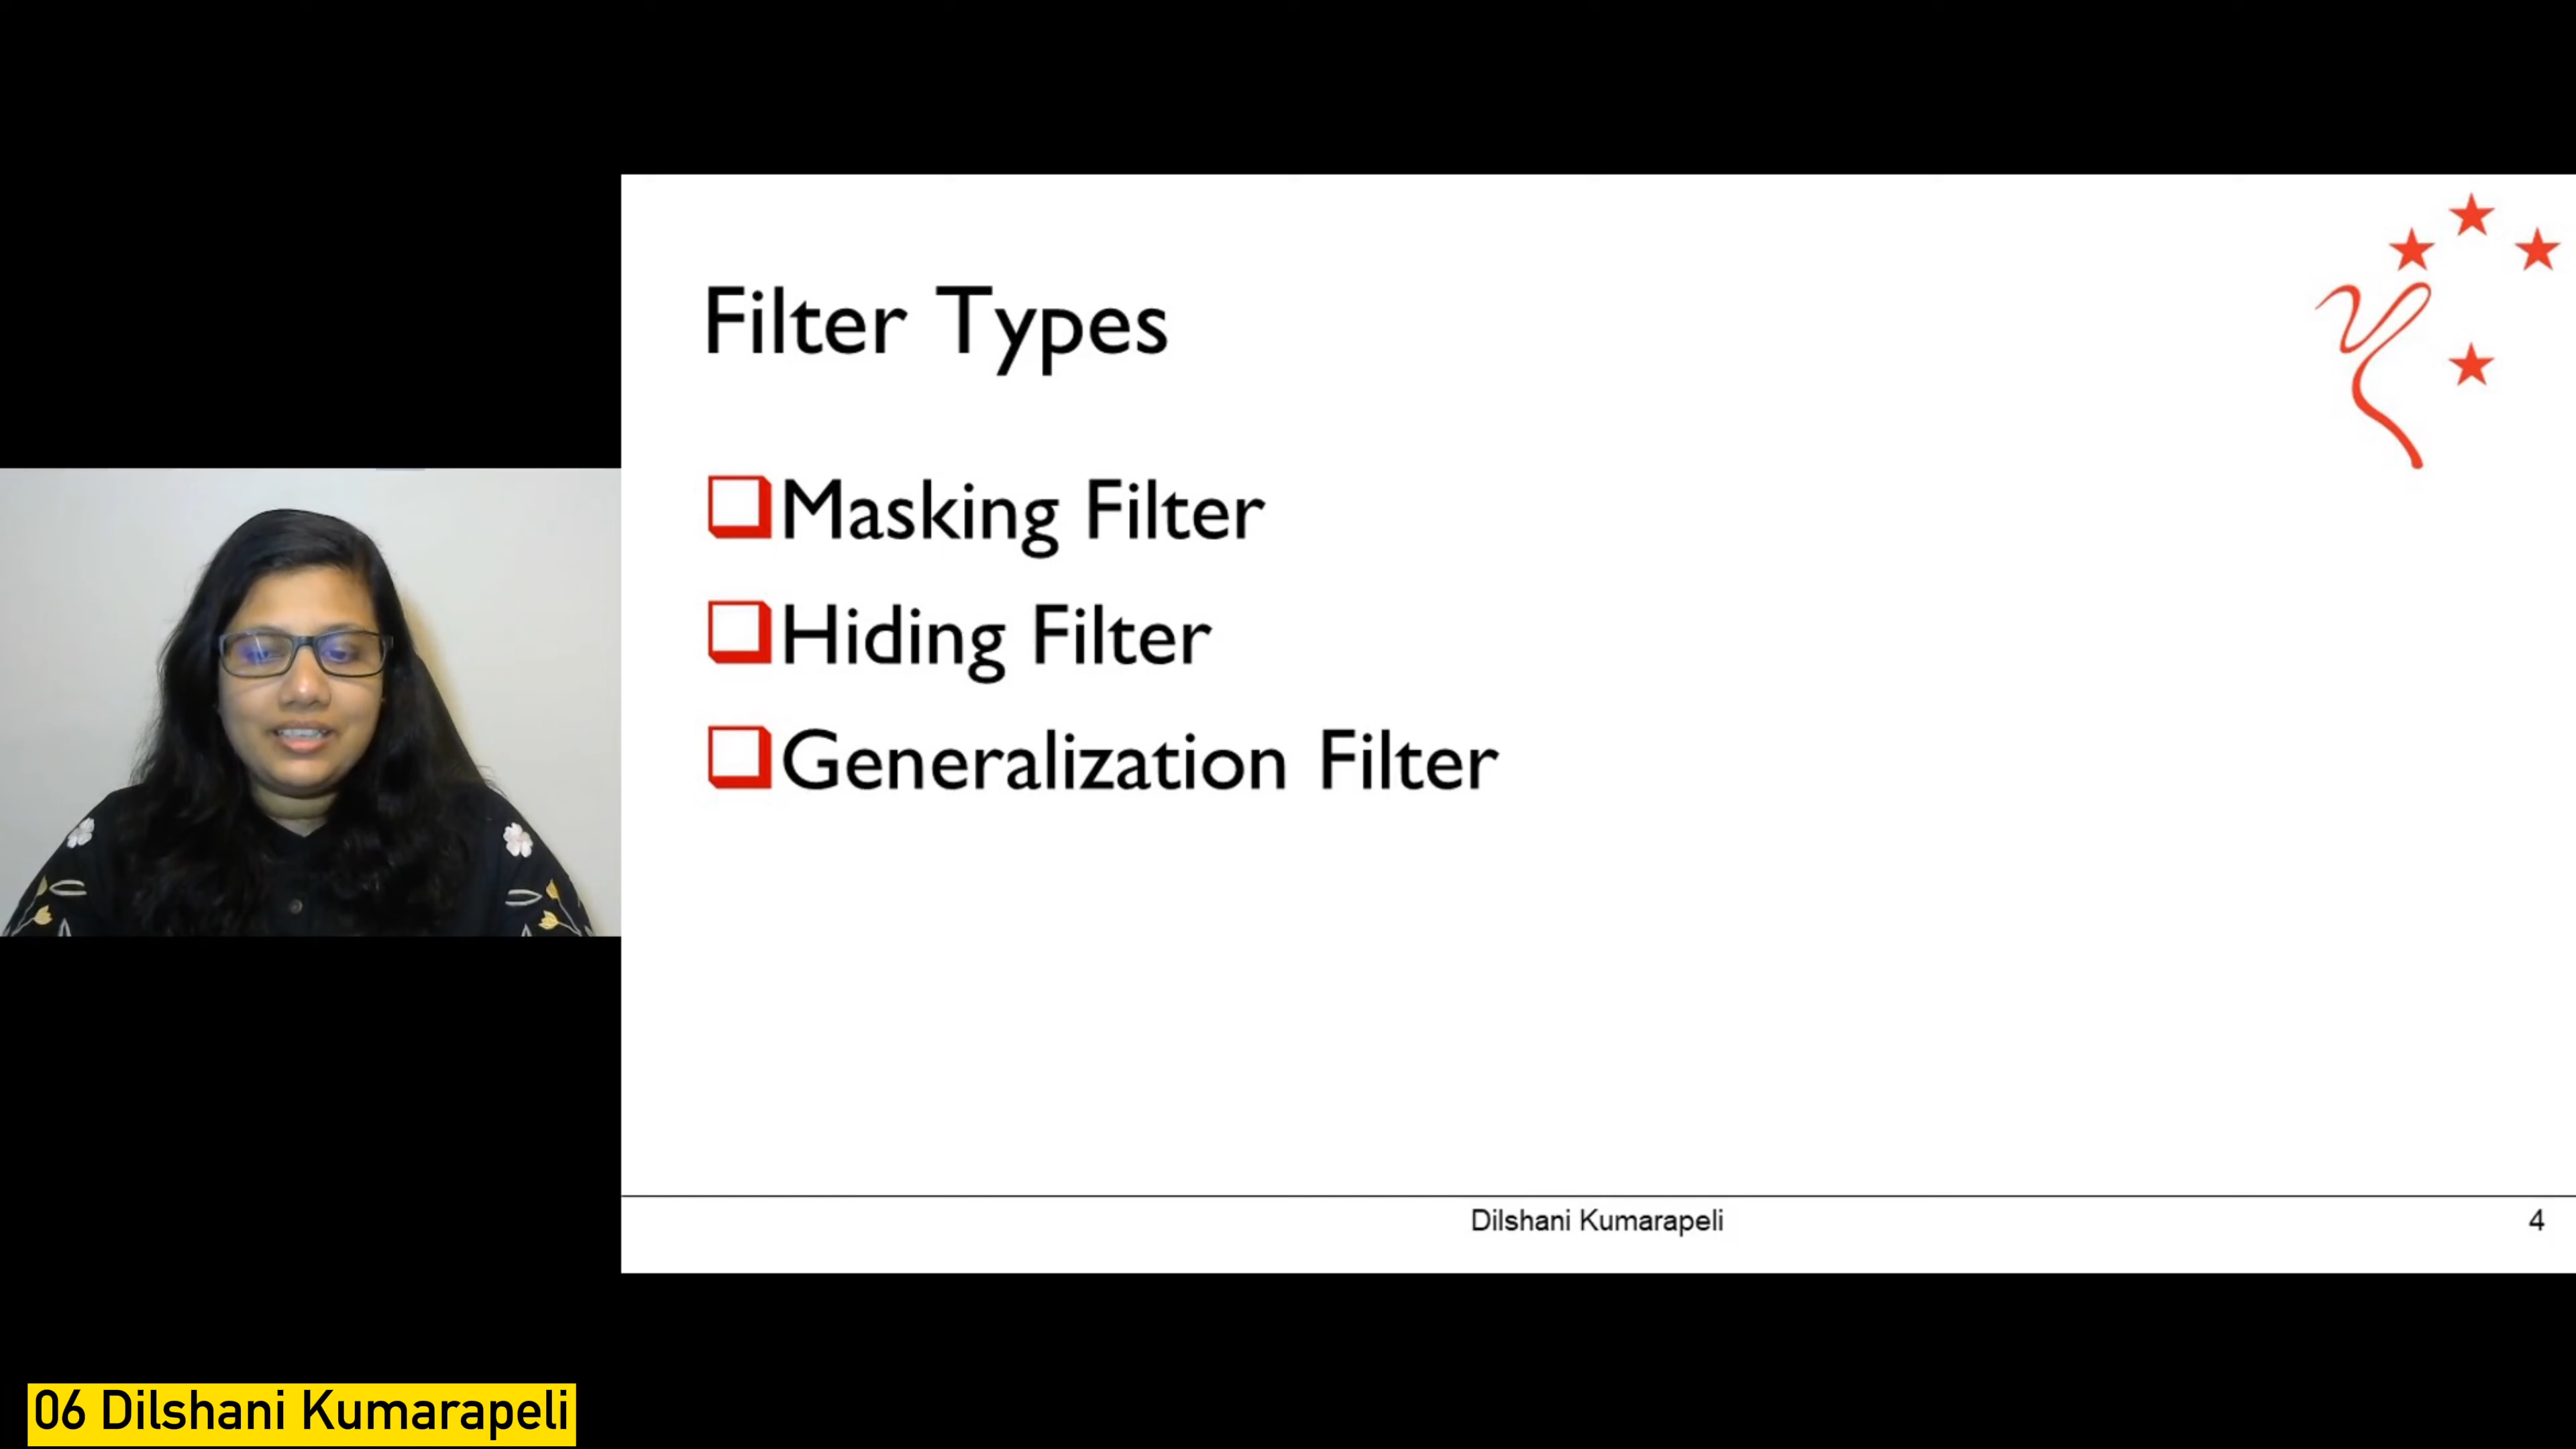 Filter Types
Masking Filter
Hiding Filter
Generalization Filter
Dilshani Kumarapeli
4
06 Dilshani Kumarapeli